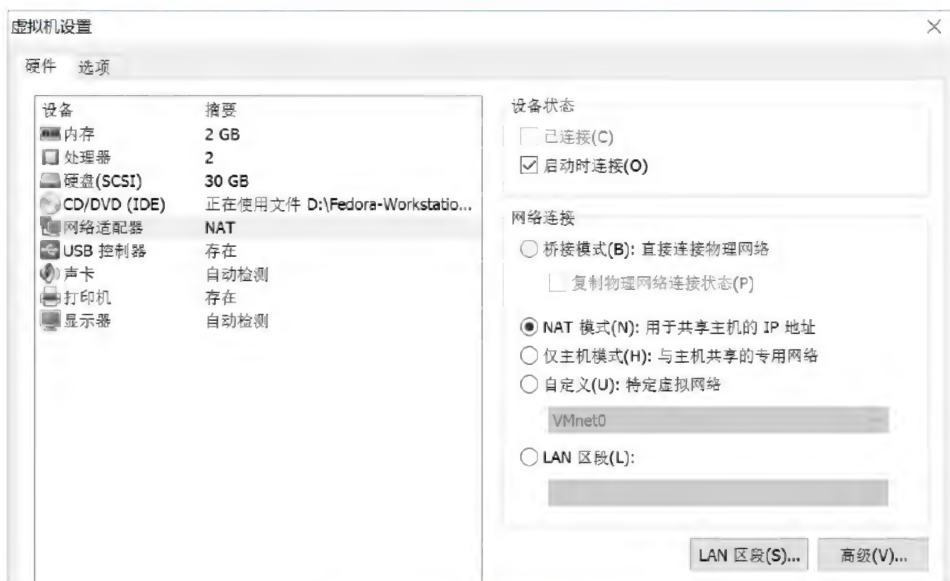 虚拟机设置
硬件 选项
设备 摘要
内存 2 GB
处理器 2
硬盘(SCSI) 30 GB
CD/DVD (IDE) 正在使用文件 D:\Fedora-Workstatio...
网络适配器 NAT
USB 控制器 存在
声卡 自动检测
打印机 存在
显示器 自动检测
设备状态
已连接(C)
启动时连接(O)
网络连接
桥接模式(B): 直接连接物理网络
复制物理网络连接状态(P)
NAT 模式(N): 用于共享主机的 IP 地址
仅主机模式(H): 与主机共享的专用网络
自定义(U): 特定虚拟网络
VMnet0
LAN 区段(L):
LAN 区段(S)... 高级(V)...